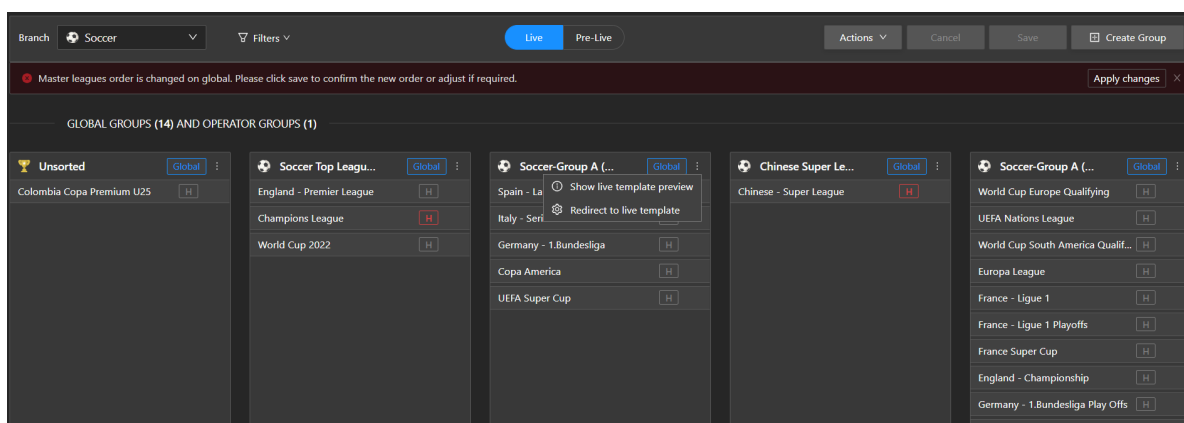 Branch Soccer Filters Live Pre-Live Actions Cancel Save Create Group
Master leagues order is changed on global. Please click save to confirm the new order or adjust if required. Apply changes
GLOBAL GROUPS (14) AND OPERATOR GROUPS (1)
Unsorted Global
Colombia Copa Premium U25 H
Soccer Top Leagu... Global
England - Premier League H
Champions League H
World Cup 2022 H
Soccer-Group A (... Global
Show live template preview
Redirect to live template
Spain - La
Italy - Seri
Germany - 1.Bundesliga H
Copa America H
UEFA Super Cup H
Chinese Super Le... Global
Chinese - Super League H
Soccer-Group A (... Global
World Cup Europe Qualifying H
UEFA Nations League H
World Cup South America Qualif... H
Europa League H
France - Ligue 1 H
France - Ligue 1 Playoffs H
France Super Cup H
England - Championship H
Germany - 1.Bundesliga Play Offs H